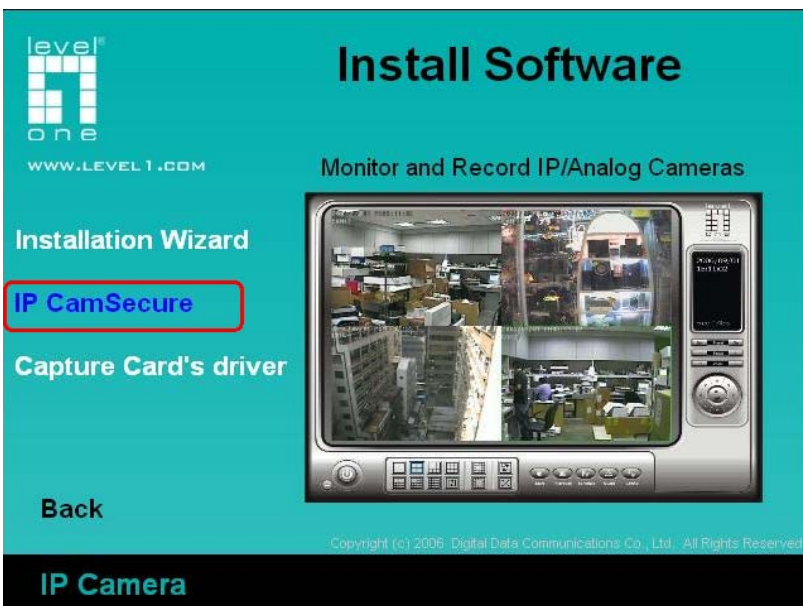 level®
one
WWW.LEVEL1.COM
Install Software
Monitor and Record IP/Analog Cameras
Installation Wizard
IP CamSecure
Capture Card's driver
Back
Copyright (c) 2006 Digital Data Communications Co., Ltd. All Rights Reserved
IP Camera